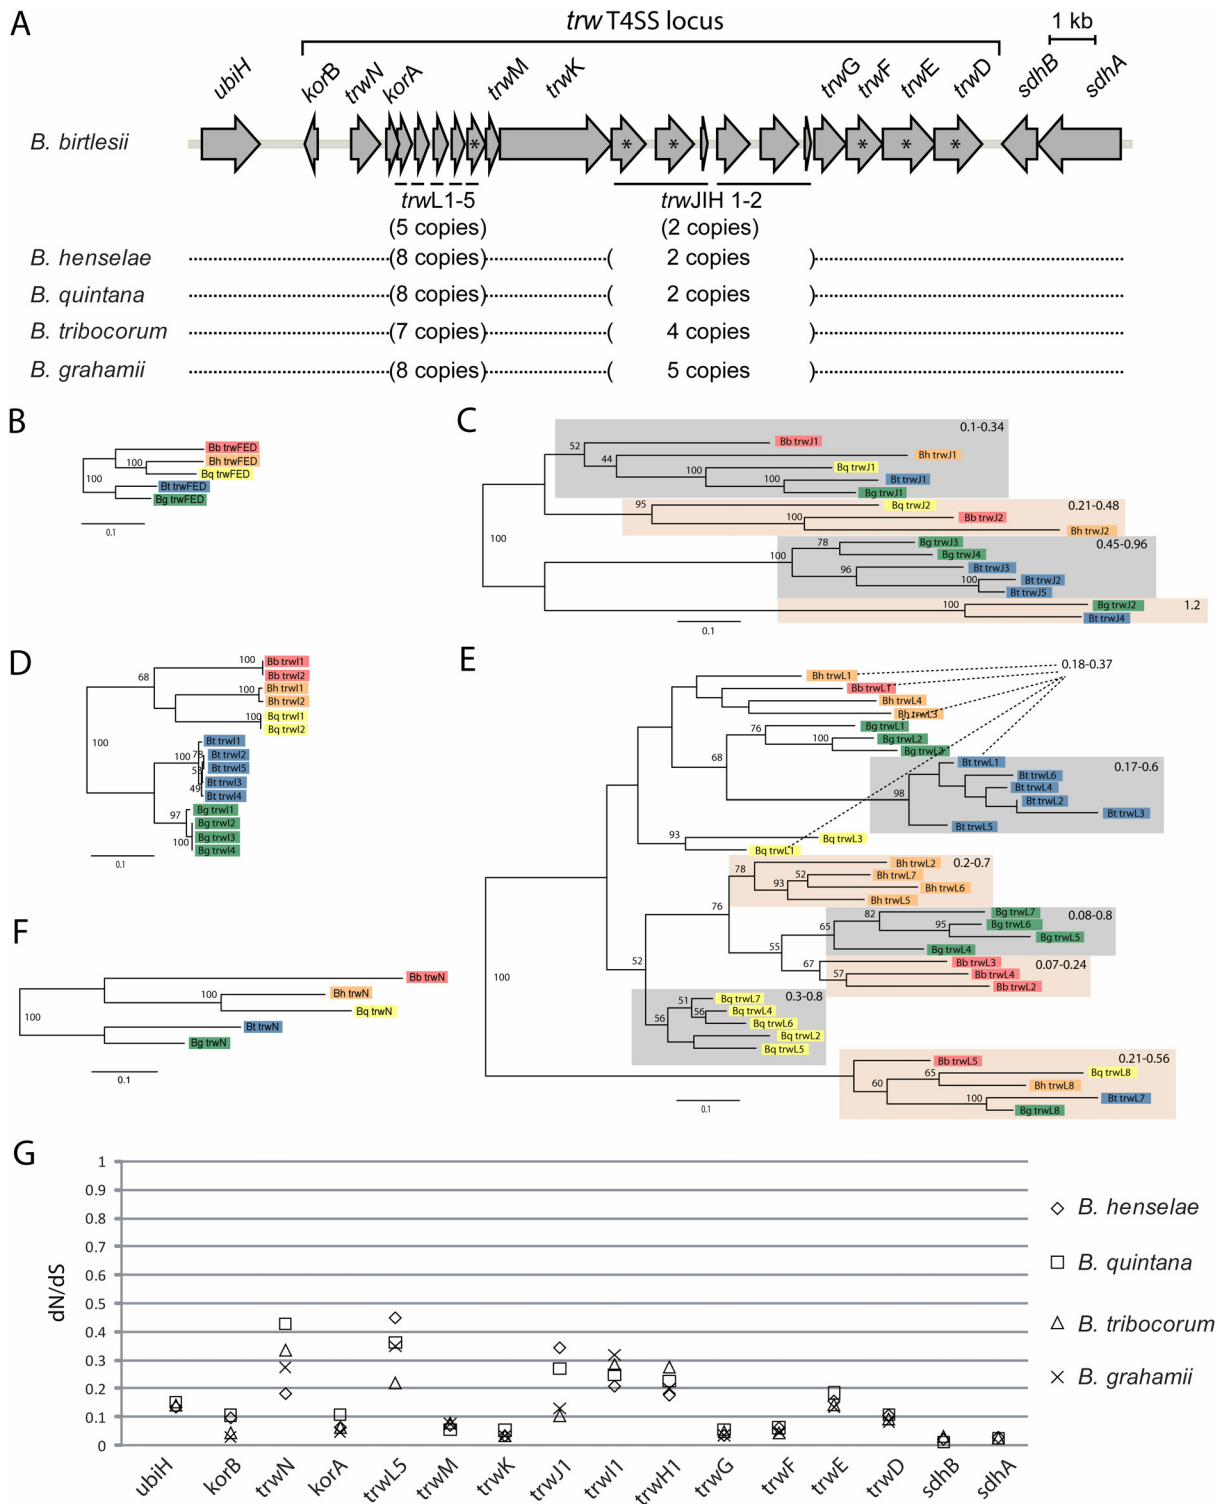 A
trw T4SS locus
1 kb
ubiH korB trwN korA trwM trwK trwG trwF trwE trwD sdhB sdhA
B. birtlesii
* * * * * *
trwL1-5 trwJIH 1-2
(5 copies) (2 copies)
B. henselae (8 copies) ( 2 copies )
B. quintana (8 copies) ( 2 copies )
B. tribocorum (7 copies) ( 4 copies )
B. grahamii (8 copies) ( 5 copies )
B
Bb trwFED
Bh trwFED
100
Bq trwFED
100
Bt trwFED
Bg trwFED
0.1
C
0.1-0.34
52
Bb trwJ1
44
Bh trwJ1
100
Bq trwJ1
100
Bt trwJ1
Bg trwJ1
0.21-0.48
95
Bq trwJ2
100
Bb trwJ2
Bh trwJ2
100
0.45-0.96
78
Bg trwJ3
100
Bg trwJ4
96
Bt trwJ3
100
Bt trwJ2
Bt trwJ5
1.2
100
Bg trwJ2
Bt trwJ4
0.1
D
100
Bb trwI1
68
Bb trwI2
100
Bh trwI1
Bh trwI2
100
Bq trwI1
Bq trwI2
100
Bt trwI1
100
78
Bt trwI2
Bt trwI5
Bt trwI3
49
Bt trwI4
97
Bg trwI1
Bg trwI2
100
Bg trwI3
Bg trwI4
0.1
E
0.18-0.37
Bh trwL1
Bb trwL1
Bh trwL4
Bh trwL3
76
Bg trwL1
100
Bg trwL2
68
Bg trwL3
0.17-0.6
Bt trwL1
Bt trwL6
98
Bt trwL4
Bt trwL2
Bt trwL3
Bt trwL5
93
Bq trwL3
Bq trwL1
0.2-0.7
78
Bh trwL2
52
Bh trwL7
93
Bh trwL6
Bh trwL5
76
0.08-0.8
82
Bg trwL7
65
95
Bg trwL6
Bg trwL5
55
Bg trwL4
0.07-0.24
67
Bb trwL3
57
Bb trwL4
Bb trwL2
52
100
0.3-0.8
51
Bq trwL7
56
56
Bq trwL4
Bq trwL6
Bq trwL2
Bq trwL5
0.21-0.56
Bb trwL5
65
Bq trwL8
60
Bh trwL8
100
Bt trwL7
Bg trwL8
0.1
F
Bb trwN
100
Bh trwN
Bq trwN
100
Bt trwN
Bg trwN
0.1
G
1
0.9
0.8
0.7
0.6
0.5
0.4
0.3
0.2
0.1
0
dN/dS
ubiH korB trwN korA trwL5 trwM trwK trwJ1 trwI1 trwH1 trwG trwF trwE trwD sdhB sdhA
B. henselae
B. quintana
B. tribocorum
B. grahamii